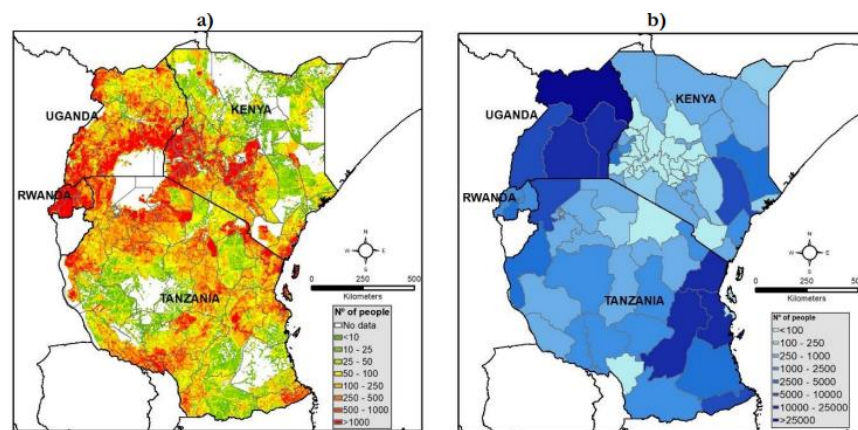 a)
UGANDA
KENYA
RWANDA
TANZANIA
N
W E
S
0 250 500
Kilometers
Nº of people
No data
<10
10 - 25
25 - 50
50 - 100
100 - 250
250 - 500
500 - 1000
>1000
b)
UGANDA
KENYA
RWANDA
TANZANIA
N
W E
S
0 250 50
Kilometers
Nº of people
<100
100 - 250
250 - 1000
1000 - 2500
2500 - 5000
5000 - 10000
10000 - 25000
>25000